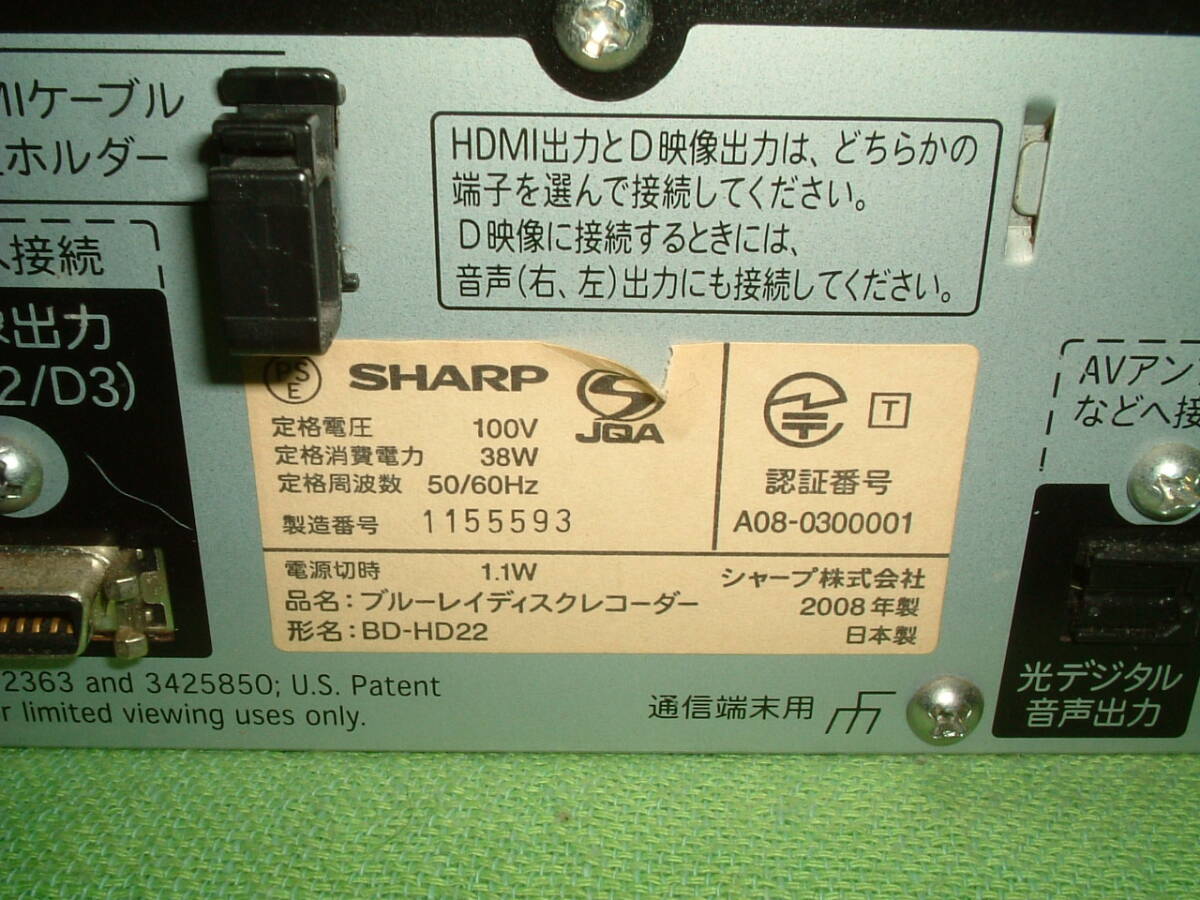 MIケーブル
ホルダー
接続
出力
2/D3)
HDMI出力とD映像出力は、どちらかの
端子を選んで接続してください。
D映像に接続するときには、
音声(右、左)出力にも接続してください。
PS
E
SHARP
JQA
定格電圧 100V
定格消費電力 38W
定格周波数 50/60Hz
製造番号 1155593
T
認証番号
A08-0300001
電源切時 1.1W
品名:ブルーレイディスクレコーダー
形名:BD-HD22
シャープ株式会社
2008年製
日本製
AVアン
などへ接
光デジタル
音声出力
2363 and 3425850; U.S. Patent
r limited viewing uses only.
通信端末用